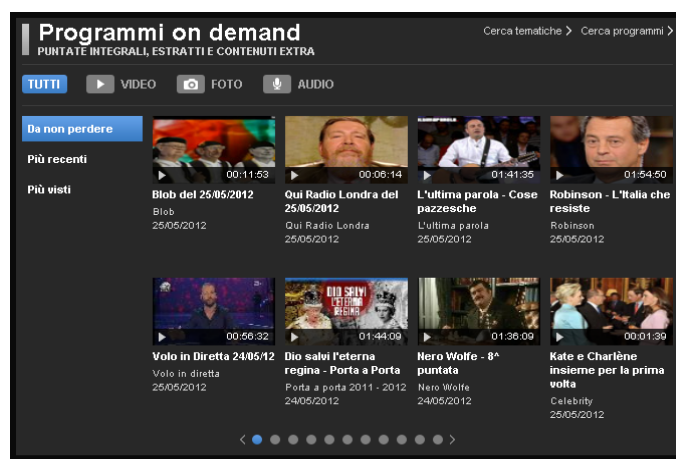 Programmi on demand
PUNTATE INTEGRALI, ESTRATTI E CONTENUTI EXTRA
Cerca tematiche
Cerca programmi
TUTTI
VIDEO
FOTO
AUDIO
Da non perdere
Più recenti
Più visti
00:11:53
Blob del 25/05/2012
Blob
25/05/2012
00:06:14
Qui Radio Londra del
25/05/2012
Qui Radio Londra
25/05/2012
01:41:35
L'ultima parola - Cose
pazzesche
L'ultima parola
25/05/2012
01:54:50
Robinson - L'Italia che
resiste
Robinson
25/05/2012
00:56:32
Volo in Diretta 24/05/12
Volo in diretta
25/05/2012
DIO SALVI
L'ETERNA
REGINA
01:44:09
Dio salvi l'eterna
regina - Porta a Porta
Porta a porta 2011 - 2012
24/05/2012
01:36:09
Nero Wolfe - 8^
puntata
Nero Wolfe
24/05/2012
00:01:39
Kate e Charlène
insieme per la prima
volta
Celebrity
25/05/2012